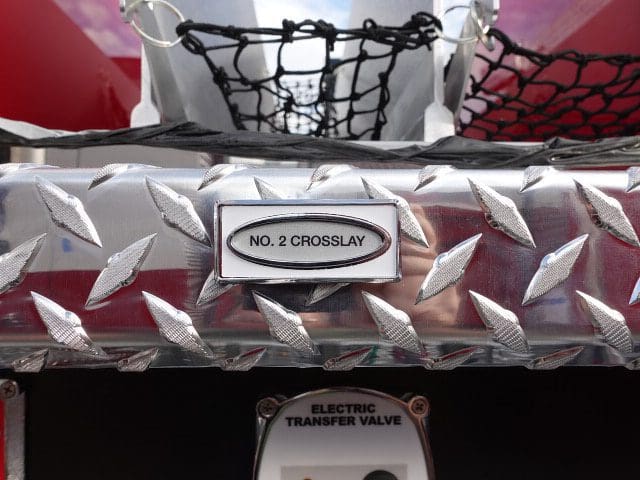 NO. 2 CROSSLAY
ELECTRIC
TRANSFER VALVE